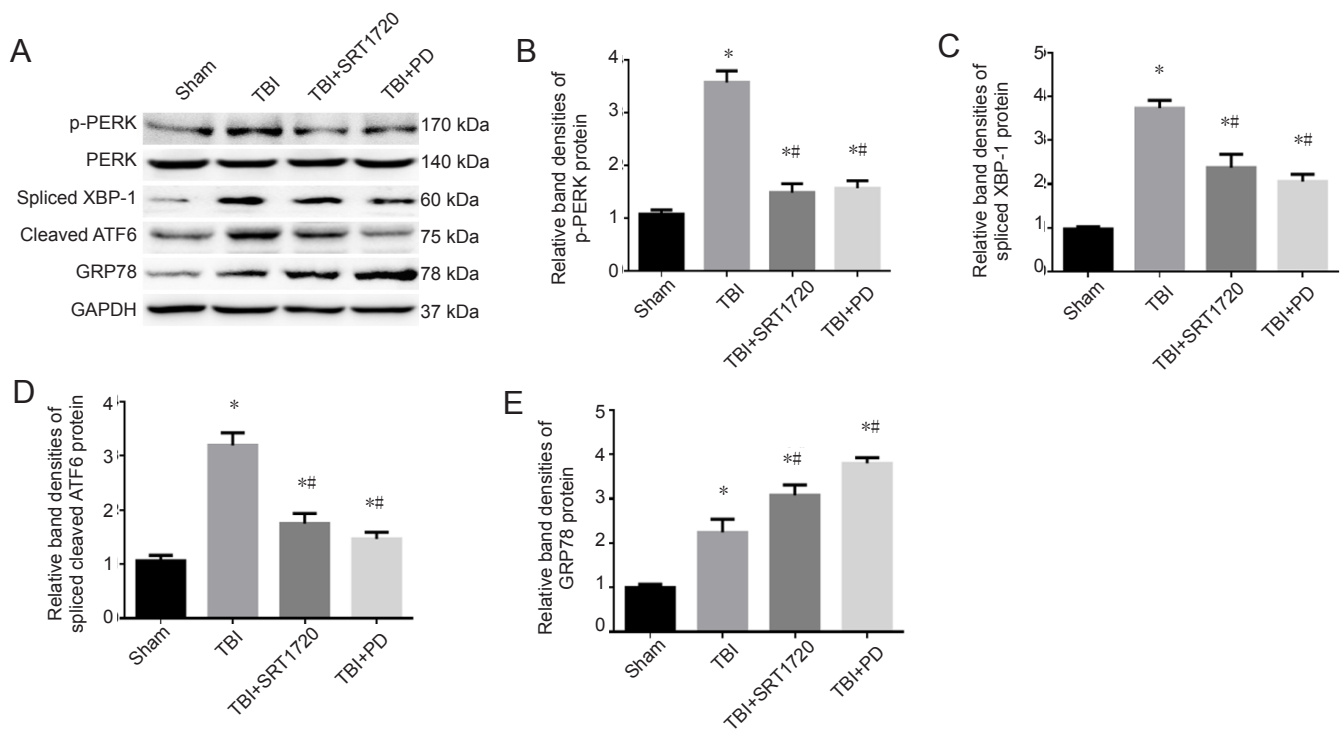 A
Sham
TBI
TBI+SRT1720
TBI+PD
p-PERK
170 kDa
PERK
140 kDa
Spliced XBP-1
60 kDa
Cleaved ATF6
75 kDa
GRP78
78 kDa
GAPDH
37 kDa
B
Relative band densities of
p-PERK protein
4
3
2
1
0
*
*#
*#
Sham
TBI
TBI+SRT1720
TBI+PD
C
Relative band densities of
spliced XBP-1 protein
5
4
3
2
1
0
*
*#
*#
Sham
TBI
TBI+SRT1720
TBI+PD
D
Relative band densities of
spliced cleaved ATF6 protein
4
3
2
1
0
*
*#
*#
Sham
TBI
TBI+SRT1720
TBI+PD
E
Relative band densities of
GRP78 protein
5
4
3
2
1
0
*
*#
*#
Sham
TBI
TBI+SRT1720
TBI+PD